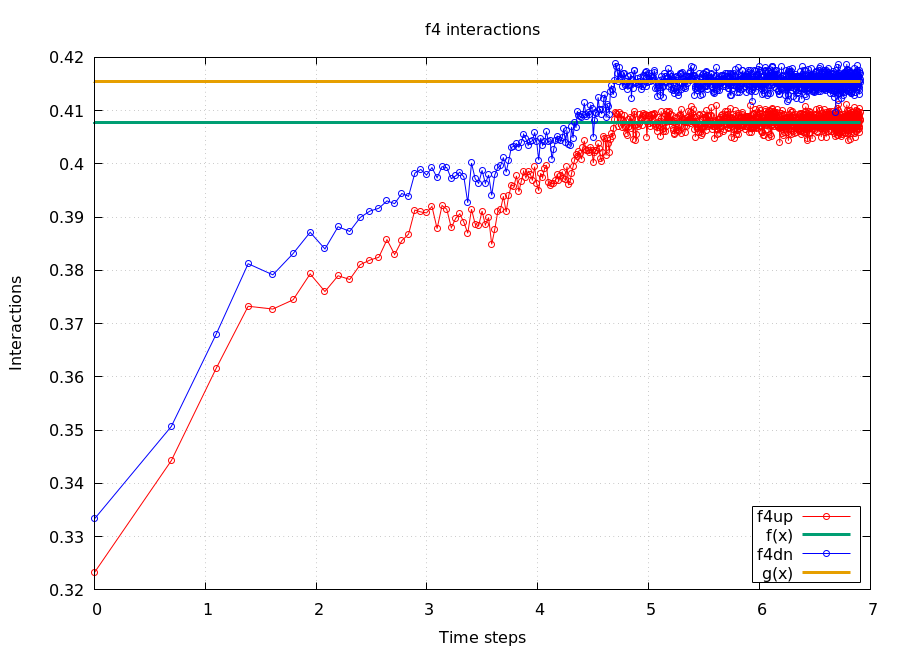 f4 interactions
0.42
0.41
0.4
0.39
0.38
0.37
0.36
0.35
0.34
0.33
0.32
Interactions
f4up
f(x)
f4dn
g(x)
0 1 2 3 4 5 6 7
Time steps